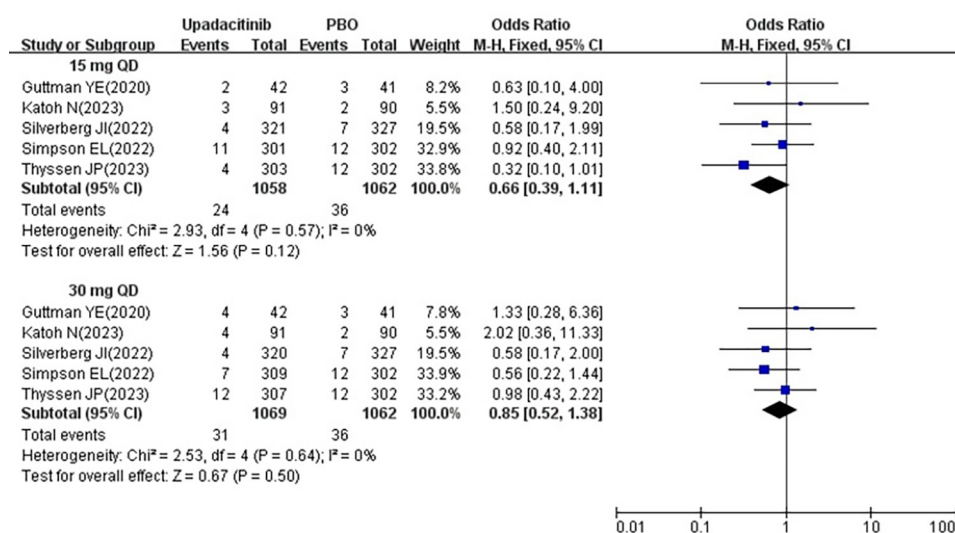 Upadacitinib PBO Odds Ratio Odds Ratio
Study or Subgroup Events Total Events Total Weight M-H, Fixed, 95% CI M-H, Fixed, 95% CI
15 mg QD
Guttman YE(2020) 2 42 3 41 8.2% 0.63 [0.10, 4.00]
Katoh N(2023) 3 91 2 90 5.5% 1.50 [0.24, 9.20]
Silverberg JI(2022) 4 321 7 327 19.5% 0.58 [0.17, 1.99]
Simpson EL(2022) 11 301 12 302 32.9% 0.92 [0.40, 2.11]
Thyssen JP(2023) 4 303 12 302 33.8% 0.32 [0.10, 1.01]
Subtotal (95% CI) 1058 1062 100.0% 0.66 [0.39, 1.11]
Total events 24 36
Heterogeneity: Chi² = 2.93, df = 4 (P = 0.57); I² = 0%
Test for overall effect: Z = 1.56 (P = 0.12)
30 mg QD
Guttman YE(2020) 4 42 3 41 7.8% 1.33 [0.28, 6.36]
Katoh N(2023) 4 91 2 90 5.5% 2.02 [0.36, 11.33]
Silverberg JI(2022) 4 320 7 327 19.5% 0.58 [0.17, 2.00]
Simpson EL(2022) 7 309 12 302 33.9% 0.56 [0.22, 1.44]
Thyssen JP(2023) 12 307 12 302 33.2% 0.98 [0.43, 2.22]
Subtotal (95% CI) 1069 1062 100.0% 0.85 [0.52, 1.38]
Total events 31 36
Heterogeneity: Chi² = 2.53, df = 4 (P = 0.64); I² = 0%
Test for overall effect: Z = 0.67 (P = 0.50)
0.01 0.1 1 10 100